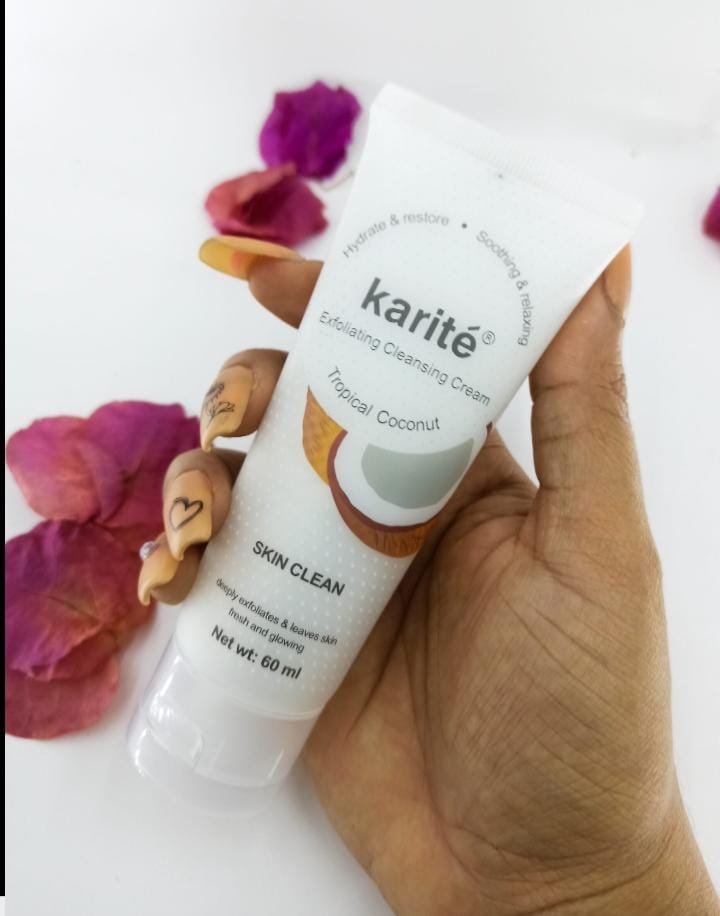 Hydrate & restore • Soothing & relaxing
karité®
Exfoliating Cleansing Cream
Tropical Coconut
SKIN CLEAN
deeply exfoliates & leaves skin
fresh and glowing
Net wt: 60 ml